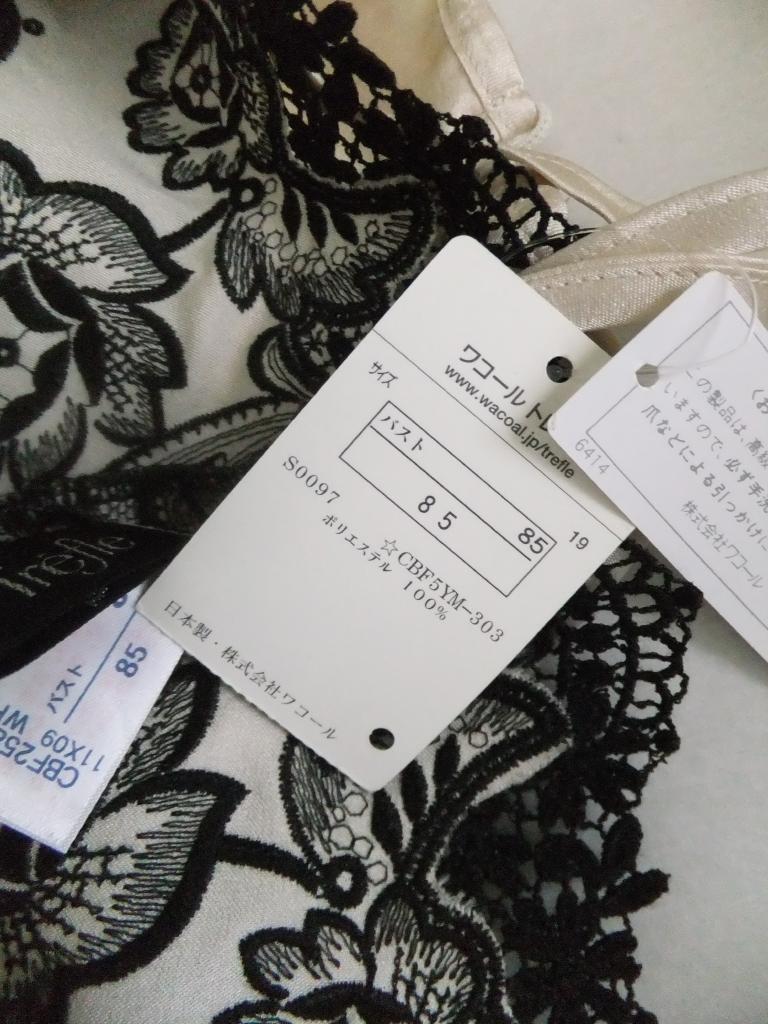 ワコール トレ
www.wacoal.jp/trefle
サイズ
バスト
85
85
19
S0097
☆CBF5YM-303
ポリエステル 100%
日本製・株式会社ワコール
くお
この製品は、高級
いますので、必ず手洗
爪などによる引っかけに
株式会社ワコール
6414
Trefle
バスト
85
11X09